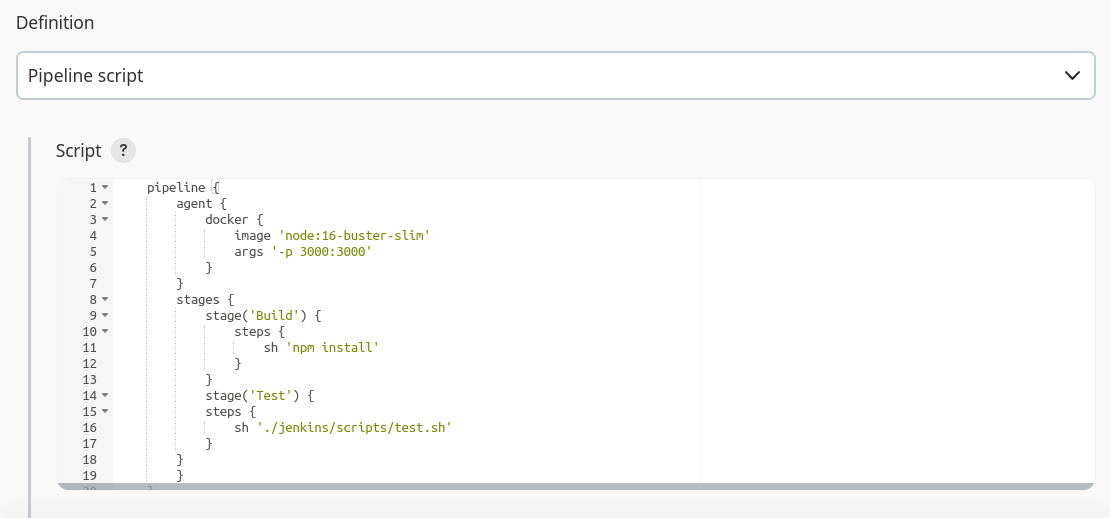 Definition
Pipeline script
Script ?
1 pipeline {
2 agent {
3 docker {
4 image 'node:16-buster-slim'
5 args '-p 3000:3000'
6 }
7 }
8 stages {
9 stage('Build') {
10 steps {
11 sh 'npm install'
12 }
13 }
14 stage('Test') {
15 steps {
16 sh './jenkins/scripts/test.sh'
17 }
18 }
19 }
20 }